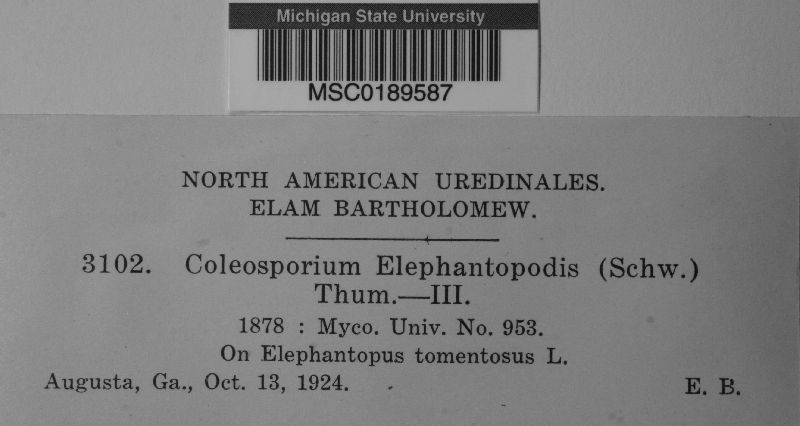 Michigan State University
MSC0189587
NORTH AMERICAN UREDINALES.
ELAM BARTHOLOMEW.
3102. Coleosporium Elephantopodis (Schw.)
Thum.—III.
1878 : Myco. Univ. No. 953.
On Elephantopus tomentosus L.
Augusta, Ga., Oct. 13, 1924. E. B.